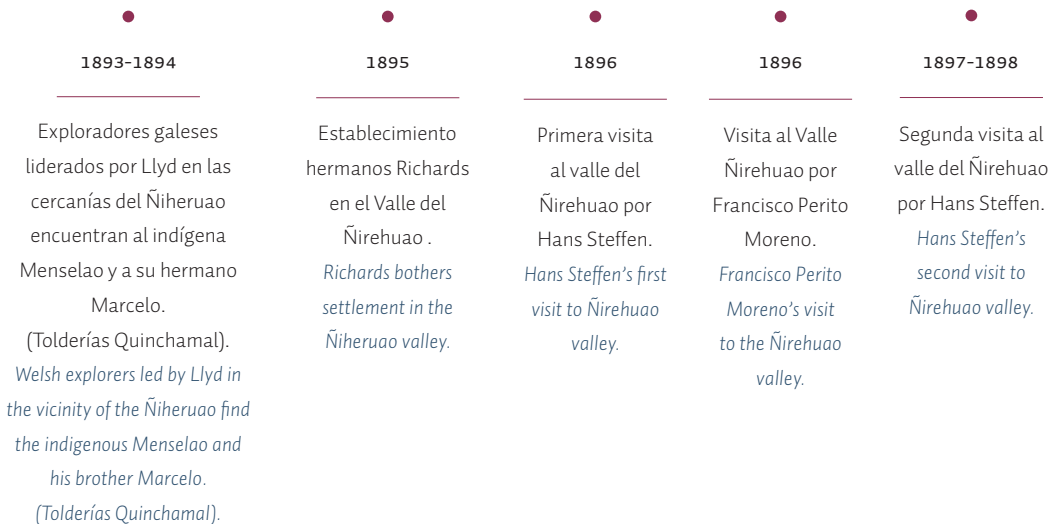 1893-1894
Exploradores galeses
liderados por Llyd en las
cercanías del Ñiheruao
encuentran al indígena
Menselao y a su hermano
Marcelo.
(Tolderías Quinchamal).
Welsh explorers led by Llyd in
the vicinity of the Ñiheruao find
the indigenous Menselao and
his brother Marcelo.
(Tolderías Quinchamal).
1895
Establecimiento
hermanos Richards
en el Valle del
Ñirehuao .
Richards bothers
settlement in the
Ñiheruao valley.
1896
Primera visita
al valle del
Ñirehuao por
Hans Steffen.
Hans Steffen's first
visit to Ñirehuao
valley.
1896
Visita al Valle
Ñirehuao por
Francisco Perito
Moreno.
Francisco Perito
Moreno's visit
to the Ñirehuao
valley.
1897-1898
Segunda visita al
valle del Ñirehuao
por Hans Steffen.
Hans Steffen's
second visit to
Ñirehuao valley.